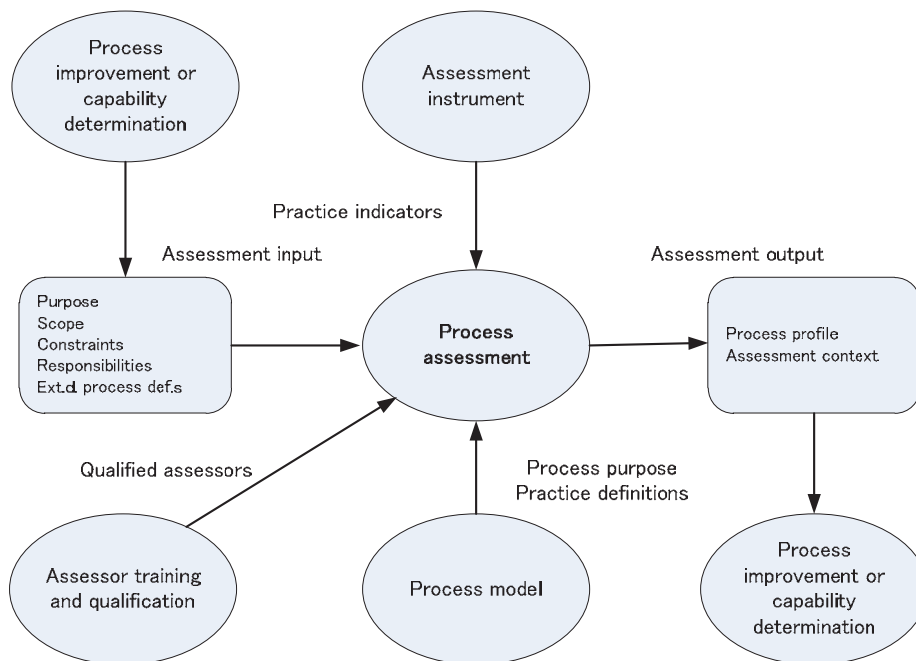 Process
improvement or
capability
determination
Assessment
instrument
Practice indicators
Assessment input
Assessment output
Purpose
Scope
Constraints
Responsibilities
Ext.d. process def.s
Process
assessment
Process profile
Assessment context
Qualified assessors
Process purpose
Practice definitions
Assessor training
and qualification
Process model
Process
improvement or
capability
determination